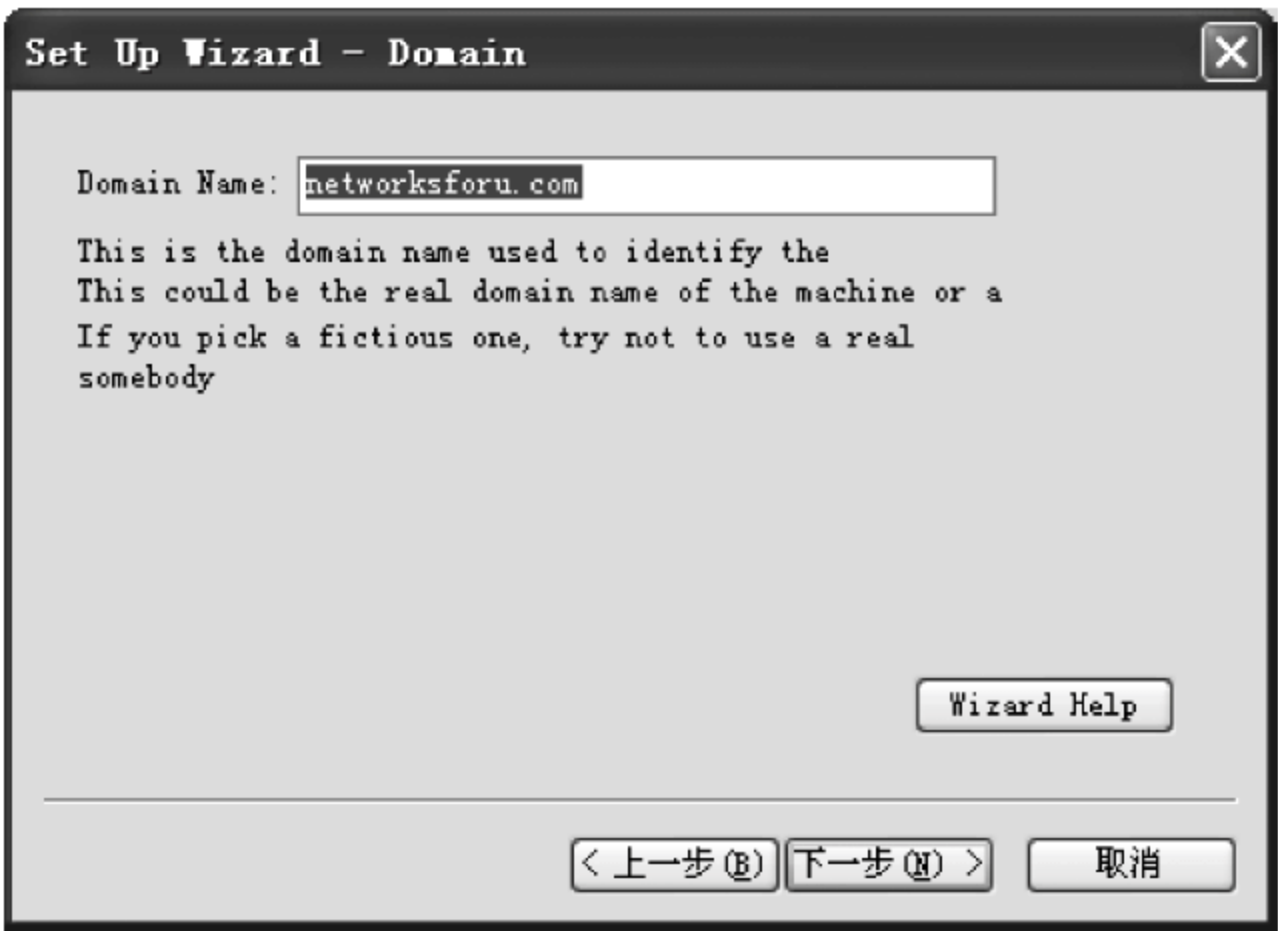 Set Up Wizard - Domain
Domain Name: networksforu.com
This is the domain name used to identify the
This could be the real domain name of the machine or a
If you pick a fictious one, try not to use a real
somebody
Wizard Help
< 上一步(B) 下一步(N) > 取消